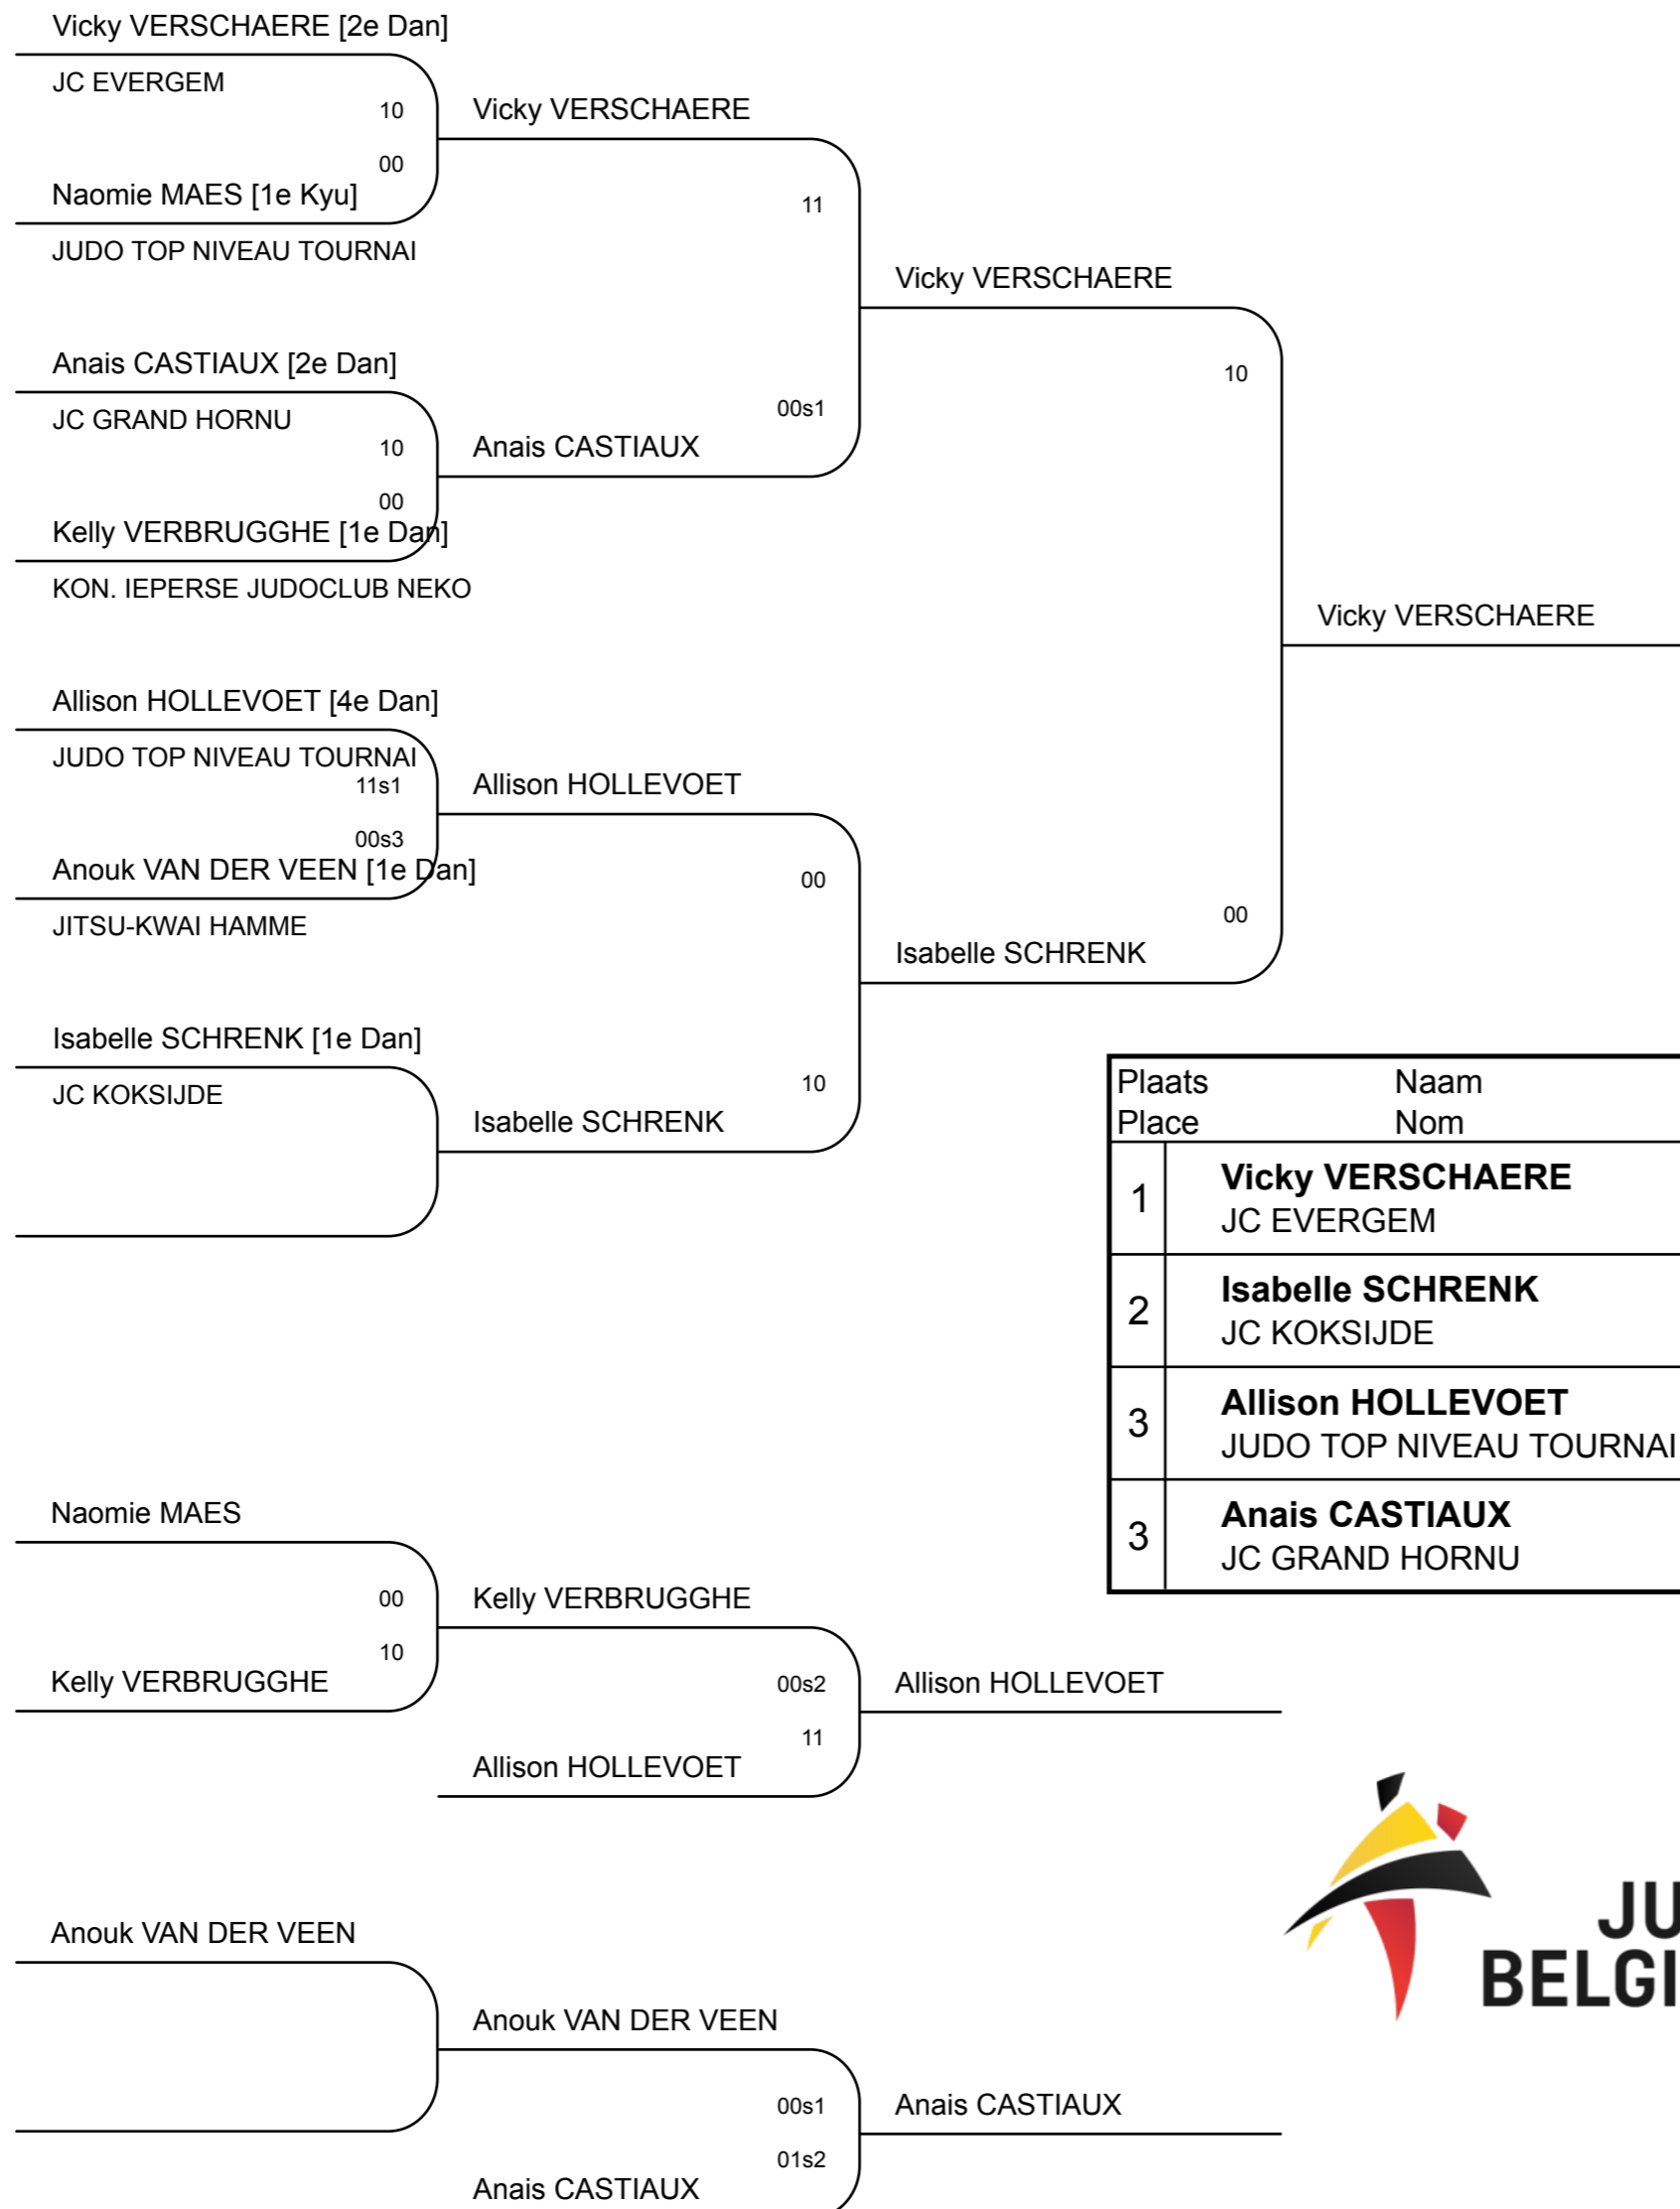 Vicky VERSCHAERE [2e Dan]
JC EVERGEM
10
Vicky VERSCHAERE
00
Naomie MAES [1e Kyu]
11
JUDO TOP NIVEAU TOURNAI
Vicky VERSCHAERE
Anais CASTIAUX [2e Dan]
10
JC GRAND HORNU
00s1
10
Anais CASTIAUX
00
Kelly VERBRUGGHE [1e Dan]
KON. IEPERSE JUDOCLUB NEKO
Vicky VERSCHAERE
Allison HOLLEVOET [4e Dan]
JUDO TOP NIVEAU TOURNAI
11s1
Allison HOLLEVOET
00s3
Anouk VAN DER VEEN [1e Dan]
00
JITSU-KWAI HAMME
00
Isabelle SCHRENK
Isabelle SCHRENK [1e Dan]
10
JC KOKSIJDE
Isabelle SCHRENK
Plaats Naam
Place Nom
1 Vicky VERSCHAERE
JC EVERGEM
2 Isabelle SCHRENK
JC KOKSIJDE
3 Allison HOLLEVOET
JUDO TOP NIVEAU TOURNAI
3 Anais CASTIAUX
JC GRAND HORNU
Naomie MAES
00
Kelly VERBRUGGHE
10
Kelly VERBRUGGHE
00s2
Allison HOLLEVOET
11
Allison HOLLEVOET
JU
BELGI
Anouk VAN DER VEEN
Anouk VAN DER VEEN
00s1
Anais CASTIAUX
01s2
Anais CASTIAUX